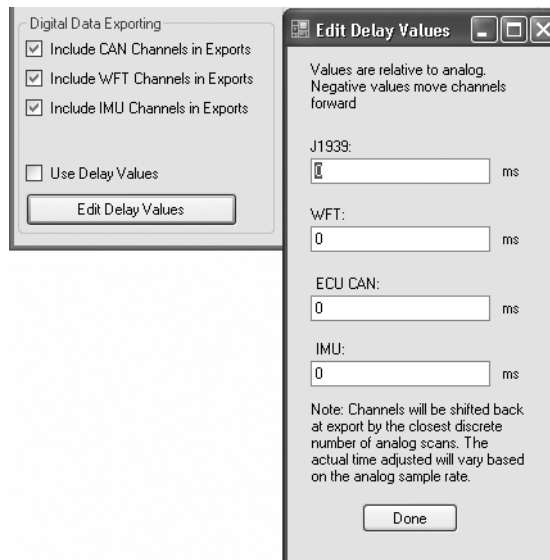 Digital Data Exporting
Include CAN Channels in Exports
Include WFT Channels in Exports
Include IMU Channels in Exports
Use Delay Values
Edit Delay Values
Edit Delay Values
Values are relative to analog.
Negative values move channels
forward
J1939:
0 ms
WFT:
0 ms
ECU CAN:
0 ms
IMU:
0 ms
Note: Channels will be shifted back
at export by the closest discrete
number of analog scans. The
actual time adjusted will vary based
on the analog sample rate.
Done